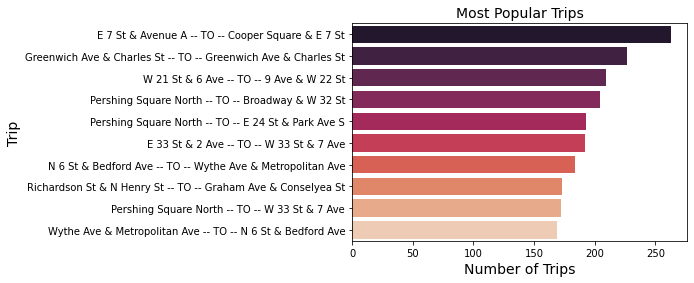 Most Popular Trips
Trip
E 7 St & Avenue A -- TO -- Cooper Square & E 7 St
Greenwich Ave & Charles St -- TO -- Greenwich Ave & Charles St
W 21 St & 6 Ave -- TO -- 9 Ave & W 22 St
Pershing Square North -- TO -- Broadway & W 32 St
Pershing Square North -- TO -- E 24 St & Park Ave S
E 33 St & 2 Ave -- TO -- W 33 St & 7 Ave
N 6 St & Bedford Ave -- TO -- Wythe Ave & Metropolitan Ave
Richardson St & N Henry St -- TO -- Graham Ave & Conselyea St
Pershing Square North -- TO -- W 33 St & 7 Ave
Wythe Ave & Metropolitan Ave -- TO -- N 6 St & Bedford Ave
0 50 100 150 200 250
Number of Trips